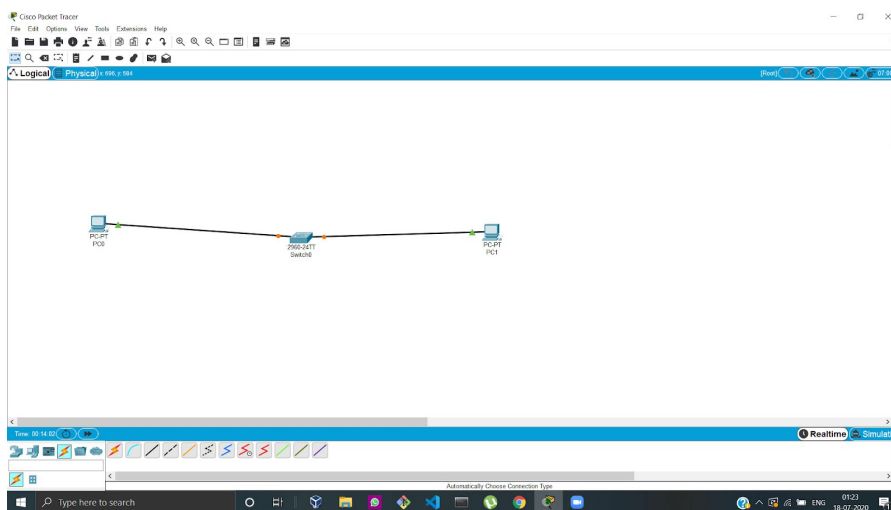 Cisco Packet Tracer
File Edit Options View Tools Extensions Help
Logical Physical x: 696, y: 584 [Root]
PC-PT
PC0
2960-24TT
Switch0
PC-PT
PC1
Time: 00:14:02 Realtime Simulat
Automatically Choose Connection Type
Type here to search ENG 01:23
18-07-2020